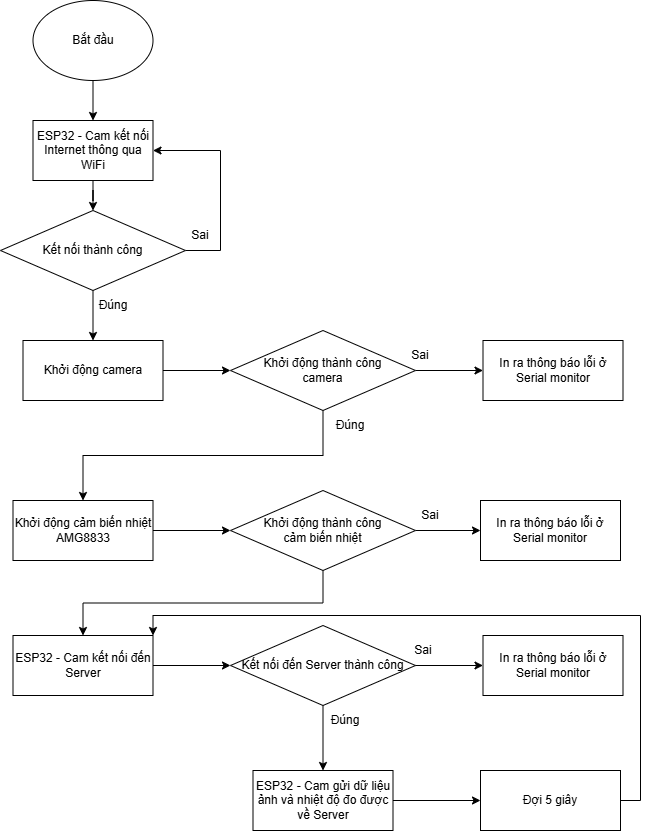 Bắt đầu
ESP32 - Cam kết nối
Internet thông qua
WiFi
Sai
Kết nối thành công
Đúng
Khởi động camera
Khởi động thành công
camera
Sai
In ra thông báo lỗi ở
Serial monitor
Đúng
Khởi động cảm biến nhiệt
AMG8833
Khởi động thành công
cảm biến nhiệt
Sai
In ra thông báo lỗi ở
Serial monitor
ESP32 - Cam kết nối đến
Server
Kết nối đến Server thành công
Sai
In ra thông báo lỗi ở
Serial monitor
Đúng
ESP32 - Cam gửi dữ liệu
ảnh và nhiệt độ đo được
về Server
Đợi 5 giây